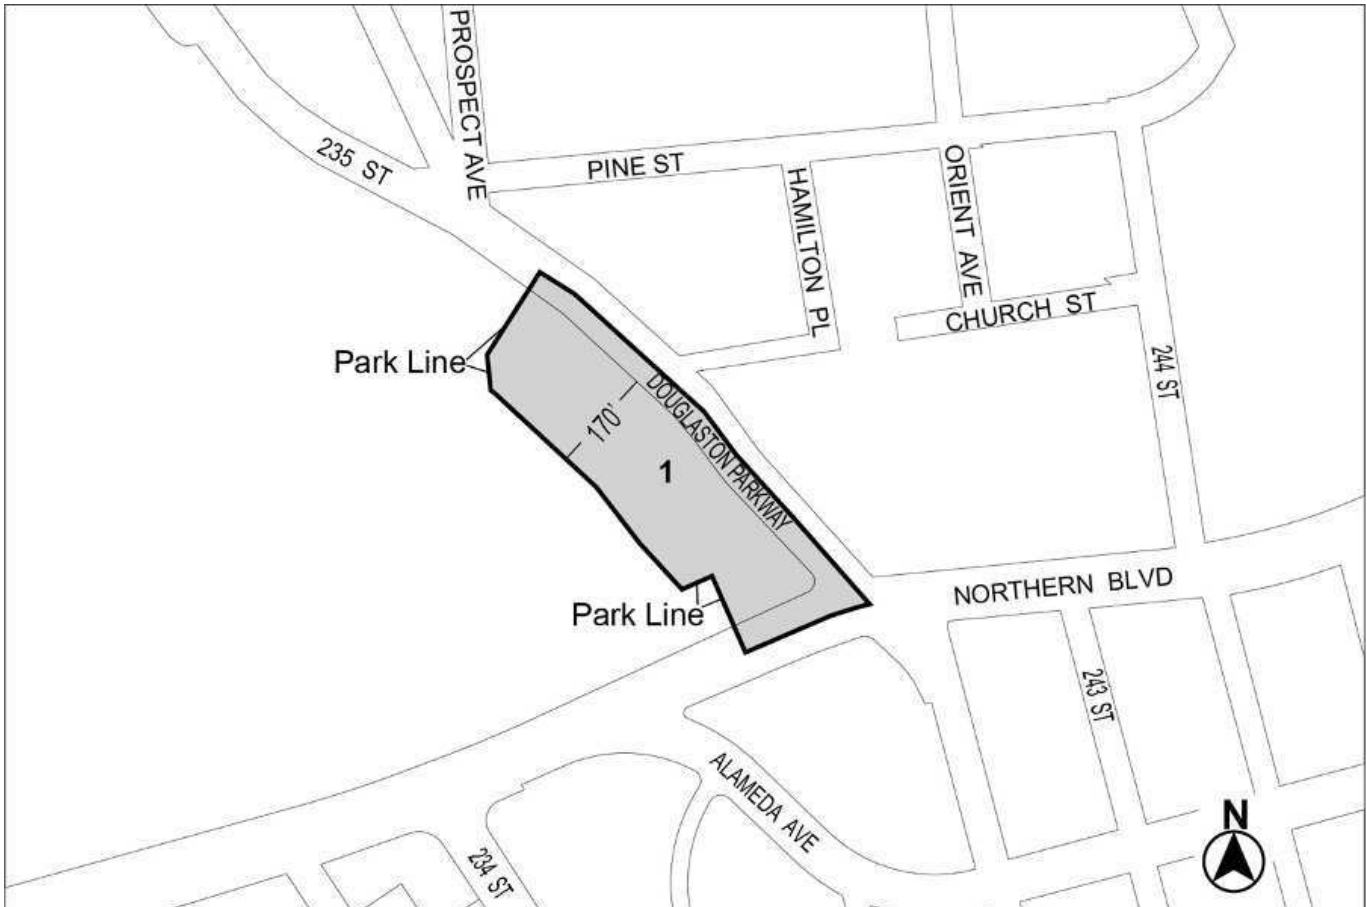 PROSPECT AVE
235 ST
PINE ST
HAMILTON PL
ORIENT AVE
CHURCH ST
244 ST
Park Line
DOUGLASTON PARKWAY
170'
1
NORTHERN BLVD
Park Line
243 ST
ALAMEDA AVE
234 ST
N